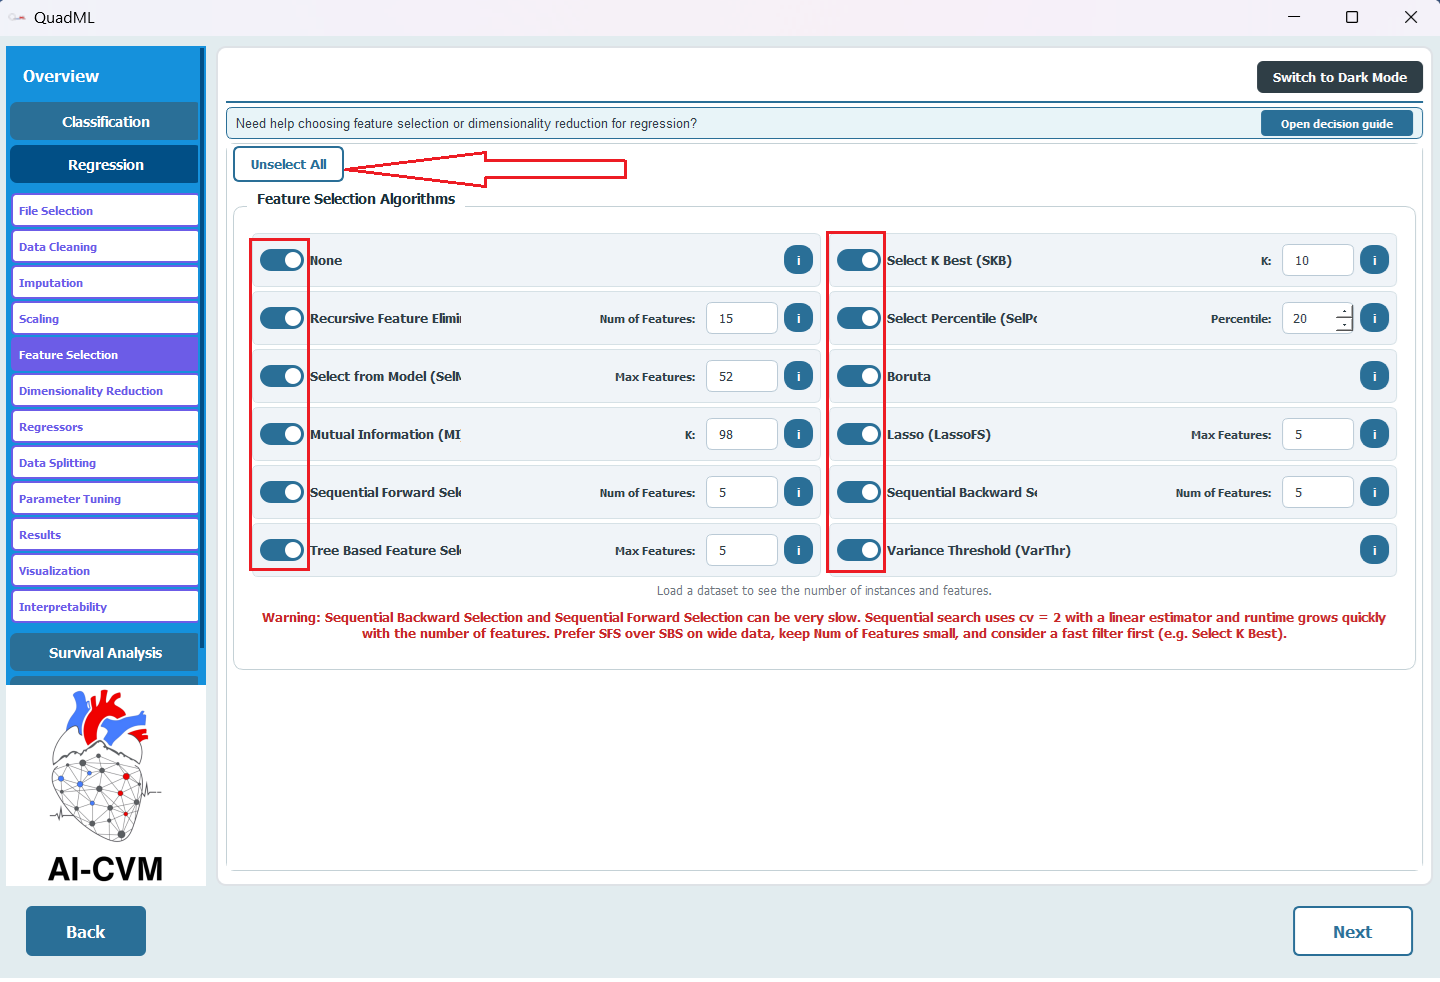 QuadML
Overview
Classification
Regression
File Selection
Data Cleaning
Imputation
Scaling
Feature Selection
Dimensionality Reduction
Regressors
Data Splitting
Parameter Tuning
Results
Visualization
Interpretability
Survival Analysis
AI-CVM
Switch to Dark Mode
Need help choosing feature selection or dimensionality reduction for regression?
Open decision guide
Unselect All
Feature Selection Algorithms
None i
Select K Best (SKB) K: 10 i
Recursive Feature Elimi Num of Features: 15 i
Select Percentile (SelPe Percentile: 20 i
Select from Model (SelM Max Features: 52 i
Boruta i
Mutual Information (MI K: 98 i
Lasso (LassoFS) Max Features: 5 i
Sequential Forward Sele Num of Features: 5 i
Sequential Backward Se Num of Features: 5 i
Tree Based Feature Sele Max Features: 5 i
Variance Threshold (VarThr) i
Load a dataset to see the number of instances and features.
Warning: Sequential Backward Selection and Sequential Forward Selection can be very slow. Sequential search uses cv = 2 with a linear estimator and runtime grows quickly
with the number of features. Prefer SFS over SBS on wide data, keep Num of Features small, and consider a fast filter first (e.g. Select K Best).
Back
Next